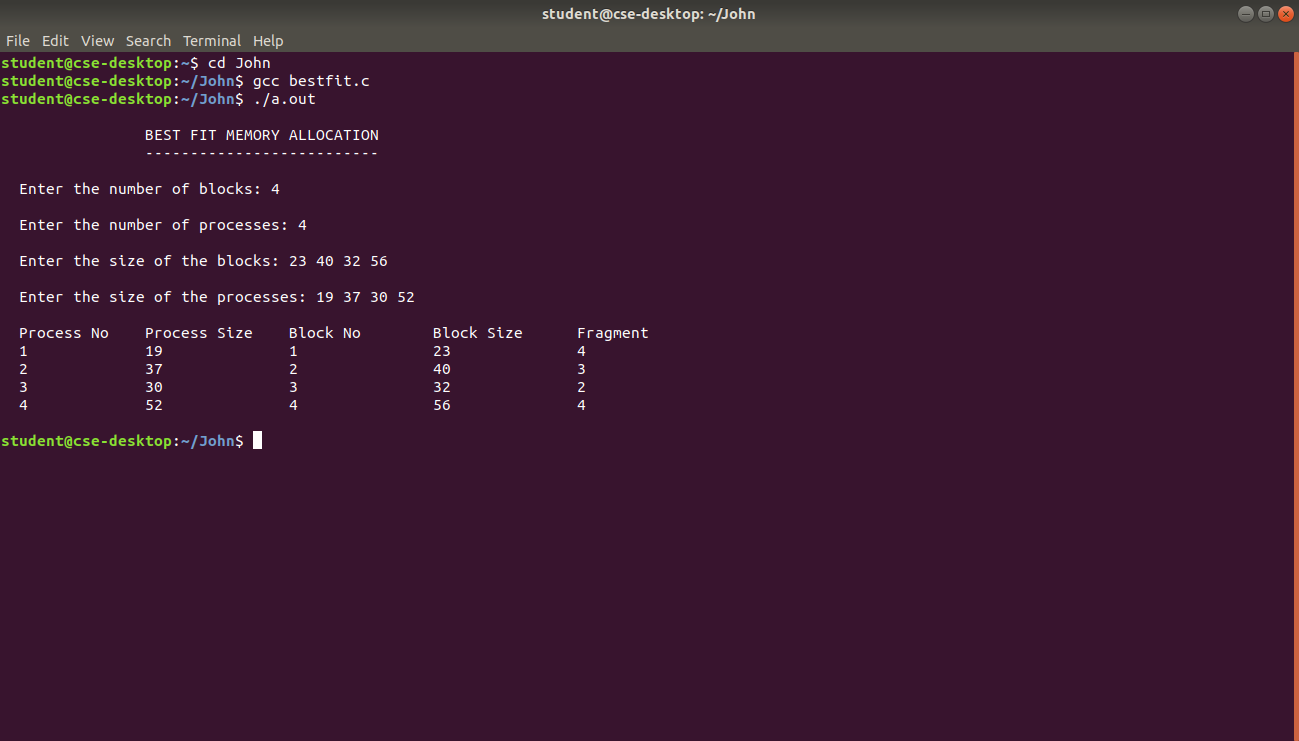 student@cse-desktop: ~/John
File Edit View Search Terminal Help
student@cse-desktop:~$ cd John
student@cse-desktop:~/John$ gcc bestfit.c
student@cse-desktop:~/John$ ./a.out
BEST FIT MEMORY ALLOCATION
--------------------------
Enter the number of blocks: 4
Enter the number of processes: 4
Enter the size of the blocks: 23 40 32 56
Enter the size of the processes: 19 37 30 52
Process No Process Size Block No Block Size Fragment
1 19 1 23 4
2 37 2 40 3
3 30 3 32 2
4 52 4 56 4
student@cse-desktop:~/John$